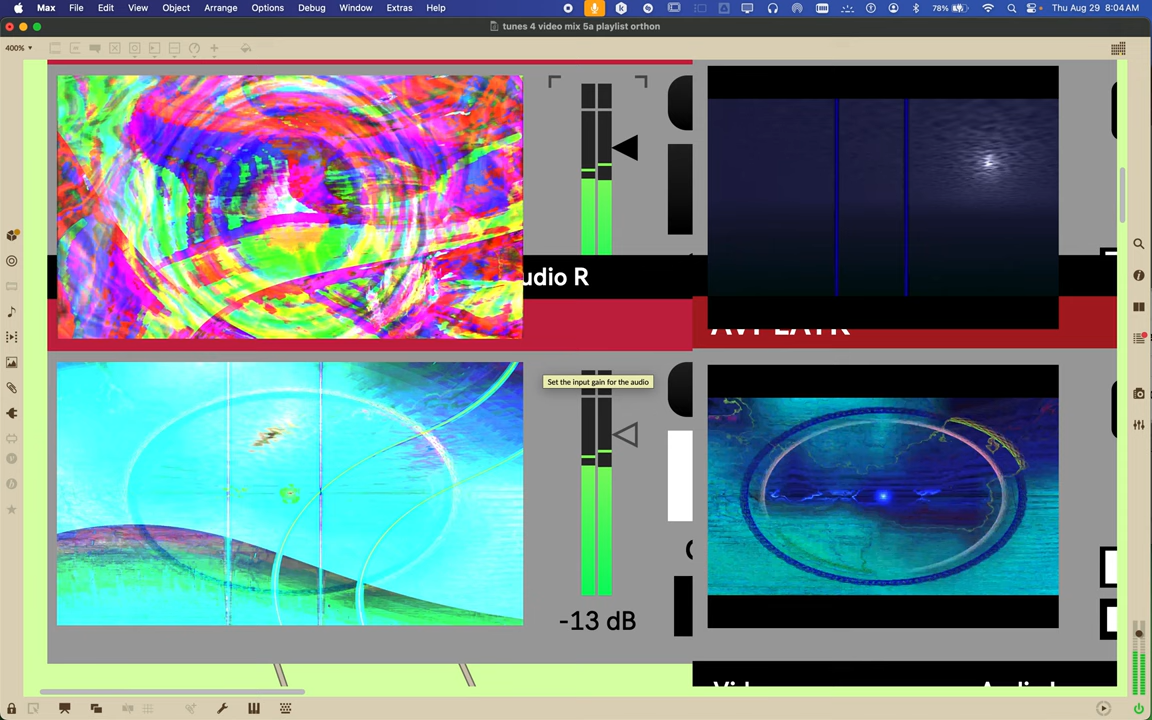 Max File Edit View Object Arrange Options Debug Window Extras Help
78% Thu Aug 29 8:04 AM
tunes 4 video mix 5a playlist orthon
400%
udio R
Set the input gain for the audio
-13 dB